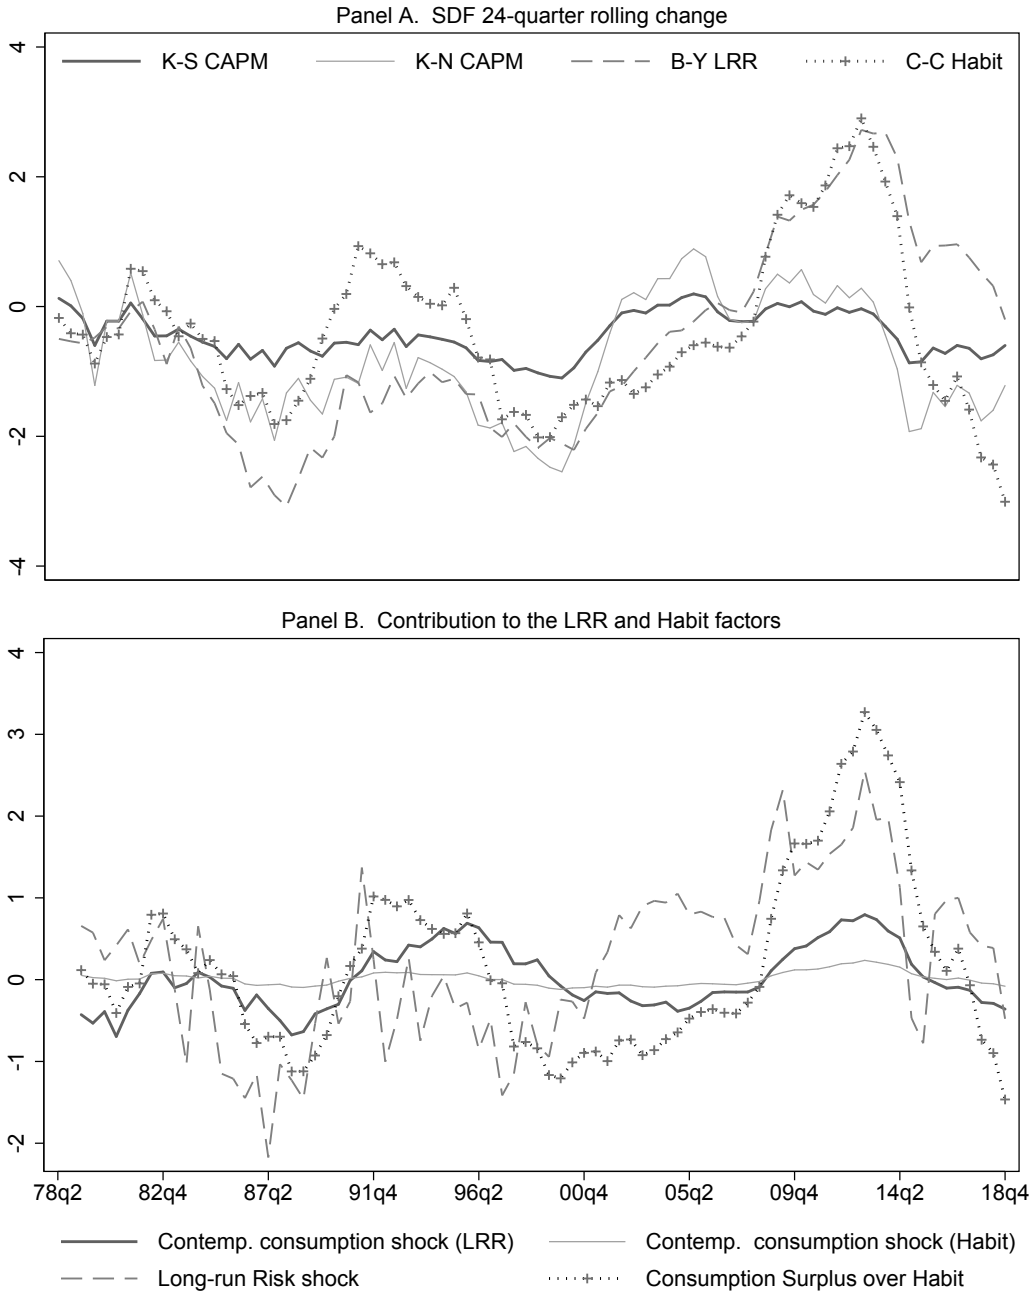 Panel A. SDF 24-quarter rolling change
K-S CAPM K-N CAPM B-Y LRR C-C Habit
4
2
0
-2
-4
Panel B. Contribution to the LRR and Habit factors
4
3
2
1
0
-1
-2
78q2 82q4 87q2 91q4 96q2 00q4 05q2 09q4 14q2 18q4
Contemp. consumption shock (LRR) Contemp. consumption shock (Habit)
Long-run Risk shock Consumption Surplus over Habit